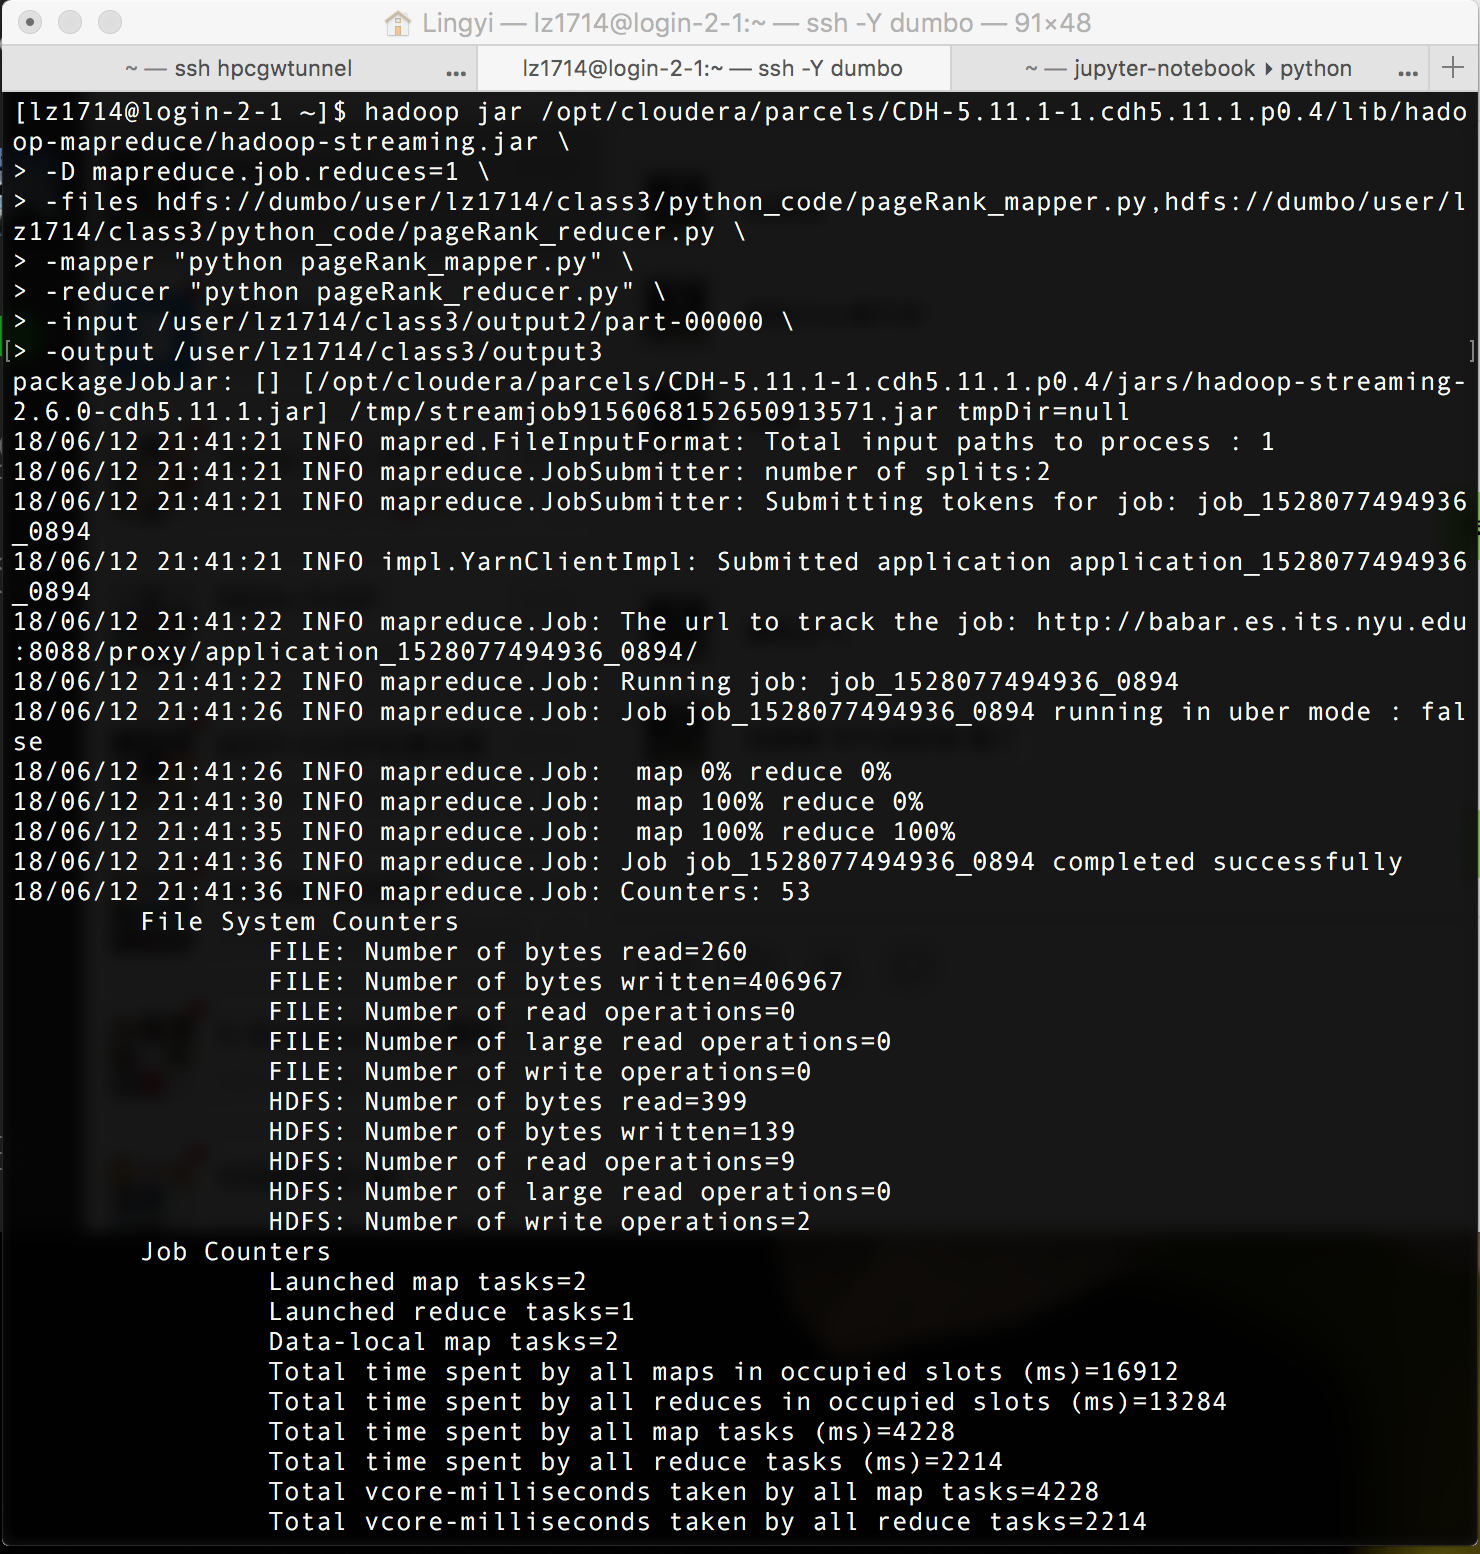 Lingyi — lz1714@login-2-1:~ — ssh -Y dumbo — 91×48
~ — ssh hpcgwtunnel ... lz1714@login-2-1:~ — ssh -Y dumbo ~ — jupyter-notebook ▸ python ... +
[lz1714@login-2-1 ~]$ hadoop jar /opt/cloudera/parcels/CDH-5.11.1-1.cdh5.11.1.p0.4/lib/hado
op-mapreduce/hadoop-streaming.jar \
> -D mapreduce.job.reduces=1 \
> -files hdfs://dumbo/user/lz1714/class3/python_code/pageRank_mapper.py,hdfs://dumbo/user/l
z1714/class3/python_code/pageRank_reducer.py \
> -mapper "python pageRank_mapper.py" \
> -reducer "python pageRank_reducer.py" \
> -input /user/lz1714/class3/output2/part-00000 \
[> -output /user/lz1714/class3/output3 ]
packageJobJar: [] [/opt/cloudera/parcels/CDH-5.11.1-1.cdh5.11.1.p0.4/jars/hadoop-streaming-
2.6.0-cdh5.11.1.jar] /tmp/streamjob9156068152650913571.jar tmpDir=null
18/06/12 21:41:21 INFO mapred.FileInputFormat: Total input paths to process : 1
18/06/12 21:41:21 INFO mapreduce.JobSubmitter: number of splits:2
18/06/12 21:41:21 INFO mapreduce.JobSubmitter: Submitting tokens for job: job_1528077494936
_0894
18/06/12 21:41:21 INFO impl.YarnClientImpl: Submitted application application_1528077494936
_0894
18/06/12 21:41:22 INFO mapreduce.Job: The url to track the job: http://babar.es.its.nyu.edu
:8088/proxy/application_1528077494936_0894/
18/06/12 21:41:22 INFO mapreduce.Job: Running job: job_1528077494936_0894
18/06/12 21:41:26 INFO mapreduce.Job: Job job_1528077494936_0894 running in uber mode : fal
se
18/06/12 21:41:26 INFO mapreduce.Job:  map 0% reduce 0%
18/06/12 21:41:30 INFO mapreduce.Job:  map 100% reduce 0%
18/06/12 21:41:35 INFO mapreduce.Job:  map 100% reduce 100%
18/06/12 21:41:36 INFO mapreduce.Job: Job job_1528077494936_0894 completed successfully
18/06/12 21:41:36 INFO mapreduce.Job: Counters: 53
File System Counters
FILE: Number of bytes read=260
FILE: Number of bytes written=406967
FILE: Number of read operations=0
FILE: Number of large read operations=0
FILE: Number of write operations=0
HDFS: Number of bytes read=399
HDFS: Number of bytes written=139
HDFS: Number of read operations=9
HDFS: Number of large read operations=0
HDFS: Number of write operations=2
Job Counters
Launched map tasks=2
Launched reduce tasks=1
Data-local map tasks=2
Total time spent by all maps in occupied slots (ms)=16912
Total time spent by all reduces in occupied slots (ms)=13284
Total time spent by all map tasks (ms)=4228
Total time spent by all reduce tasks (ms)=2214
Total vcore-milliseconds taken by all map tasks=4228
Total vcore-milliseconds taken by all reduce tasks=2214